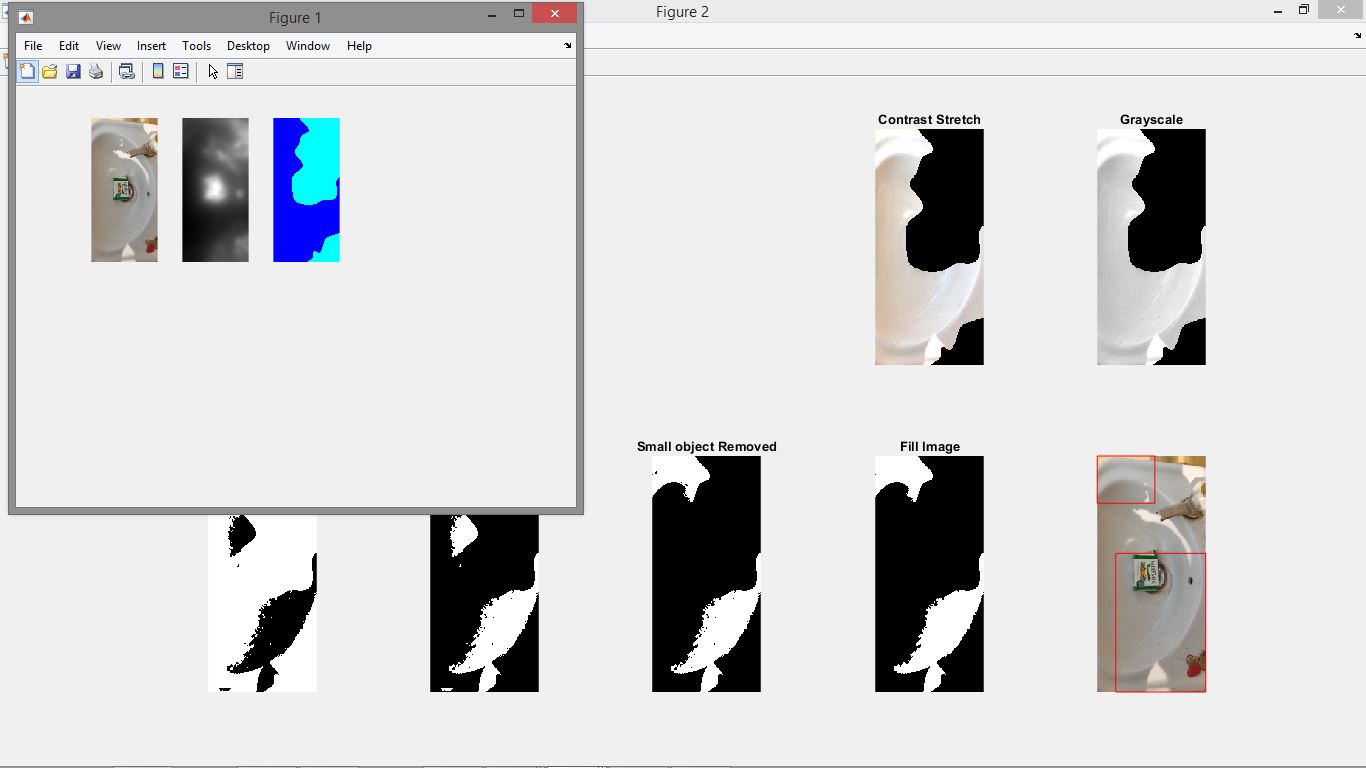 Figure 1
Figure 2
File Edit View Insert Tools Desktop Window Help
Contrast Stretch
Grayscale
Small object Removed
Fill Image